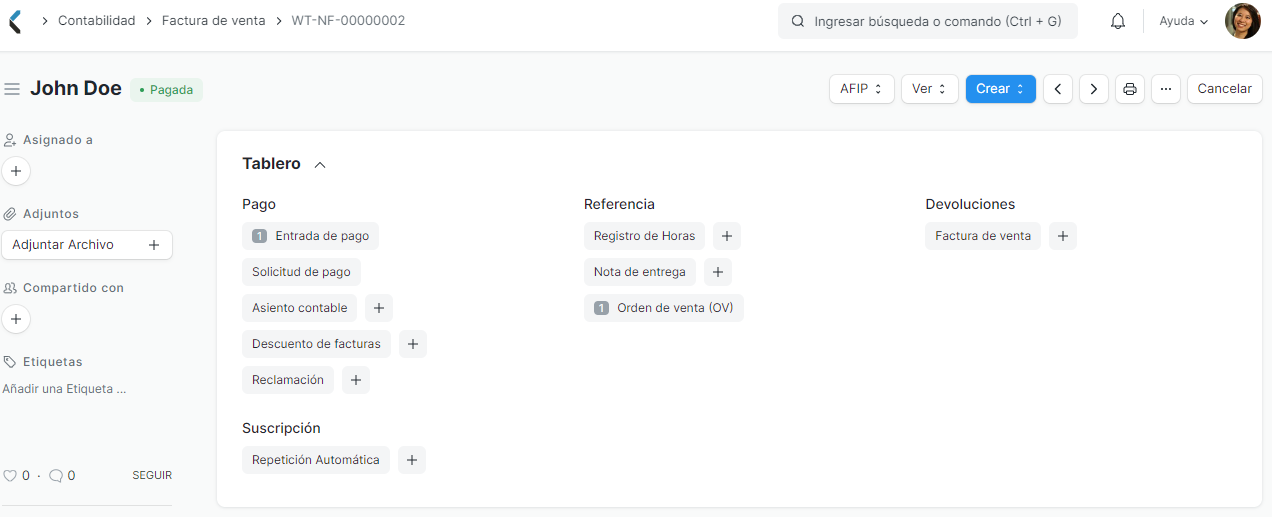 Contabilidad
Factura de venta
WT-NF-00000002
Ingresar búsqueda o comando (Ctrl + G)
Ayuda
John Doe
Pagada
AFIP
Ver
Crear
Cancelar
Asignado a
Adjuntos
Adjuntar Archivo
Compartido con
Etiquetas
Añadir una Etiqueta ...
0 · 0
SEGUIR
Tablero
Pago
1 Entrada de pago
Solicitud de pago
Asiento contable
Descuento de facturas
Reclamación
Referencia
Registro de Horas
Nota de entrega
1 Orden de venta (OV)
Devoluciones
Factura de venta
Suscripción
Repetición Automática